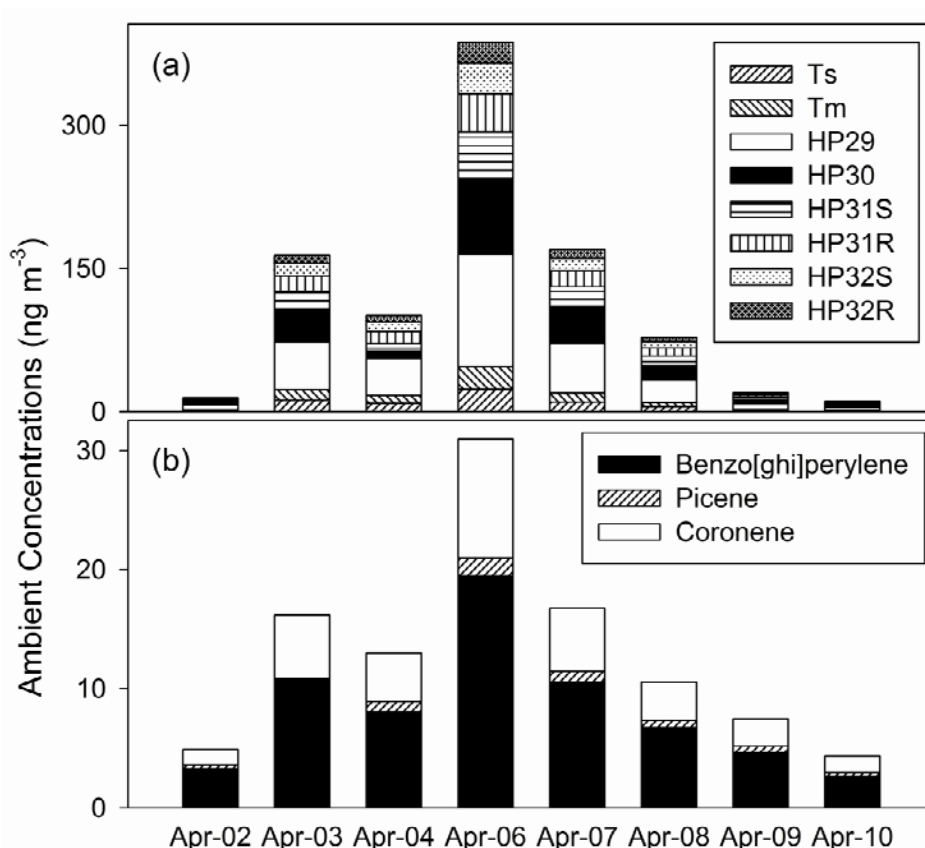 (a)
300
150
0
Ts
Tm
HP29
HP30
HP31S
HP31R
HP32S
HP32R
Ambient Concentrations (ng m-3)
(b)
30
20
10
0
Benzo[ghi]perylene
Picene
Coronene
Apr-02 Apr-03 Apr-04 Apr-06 Apr-07 Apr-08 Apr-09 Apr-10